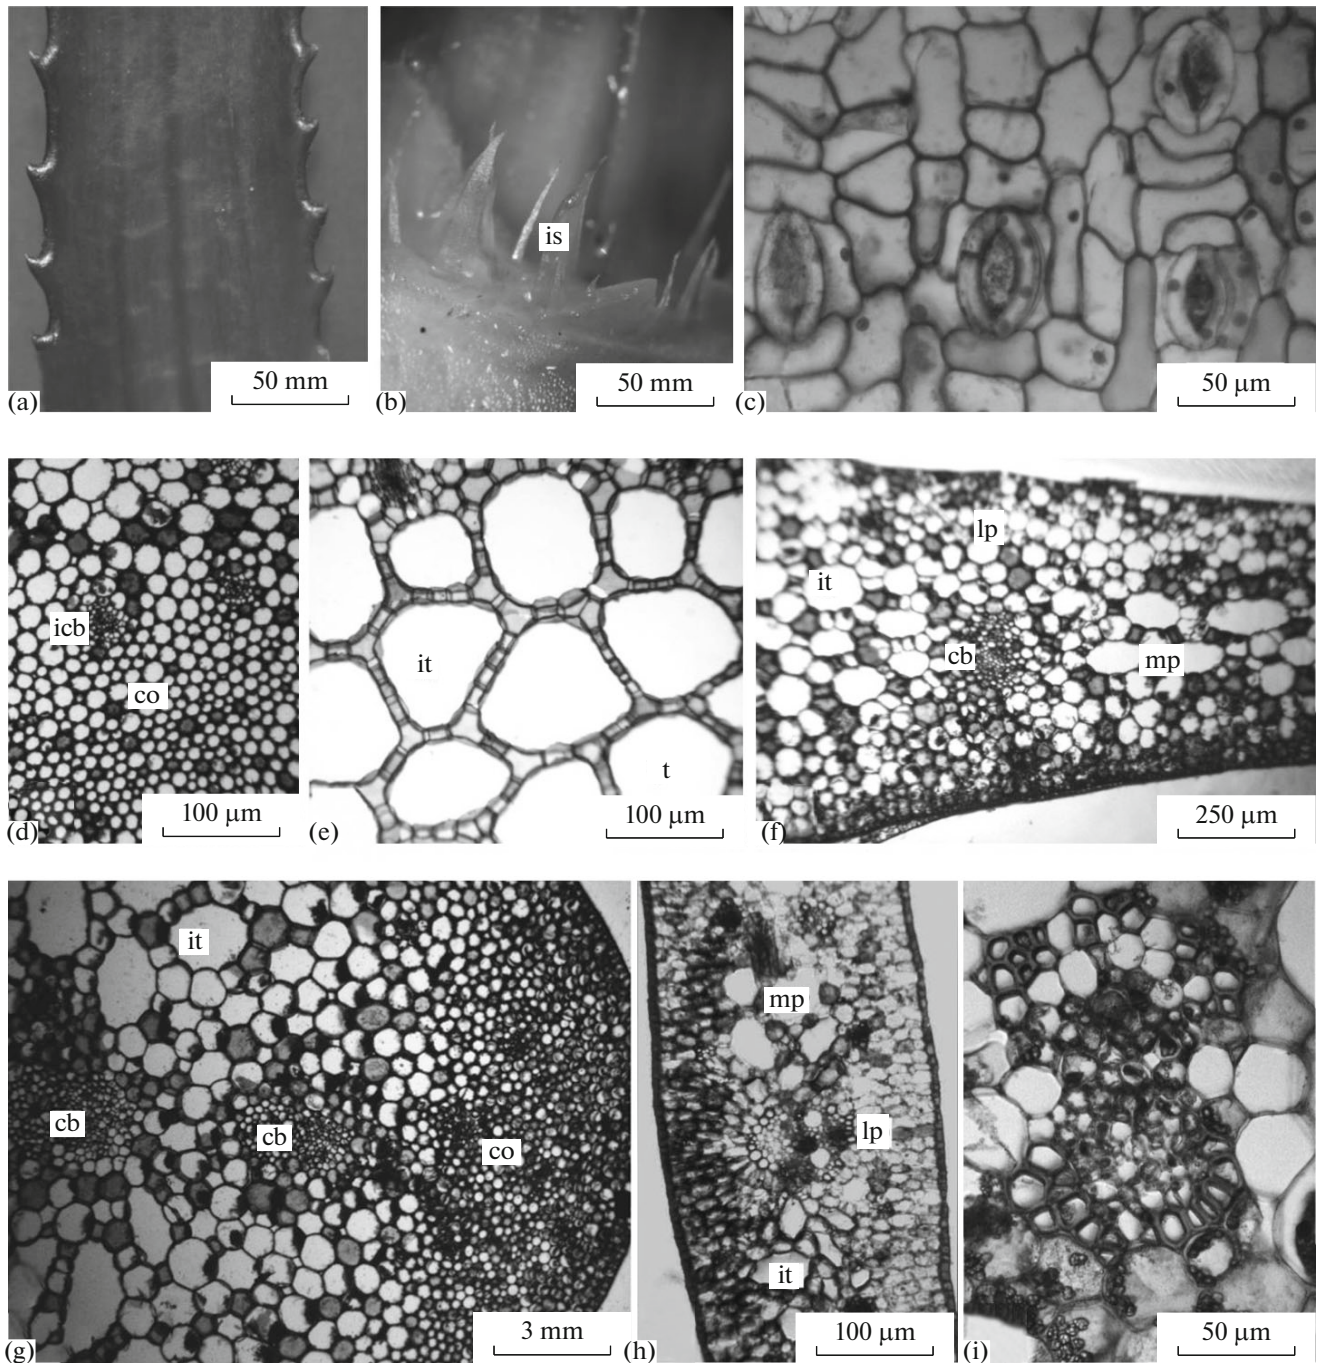 50 mm
(a)
is
50 mm
(b)
50 μm
(c)
icb
co
100 μm
(d)
it
t
100 μm
(e)
lp
it
cb
mp
250 μm
(f)
it
cb
cb
co
3 mm
(g)
mp
lp
it
100 μm
(h)
50 μm
(i)